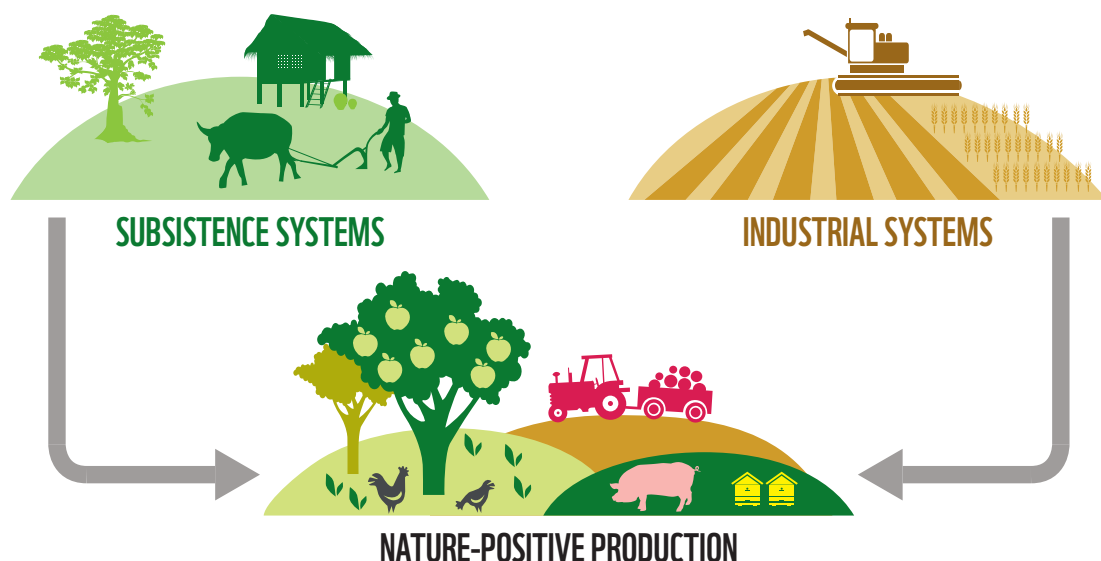 SUBSISTENCE SYSTEMS
INDUSTRIAL SYSTEMS
NATURE-POSITIVE PRODUCTION